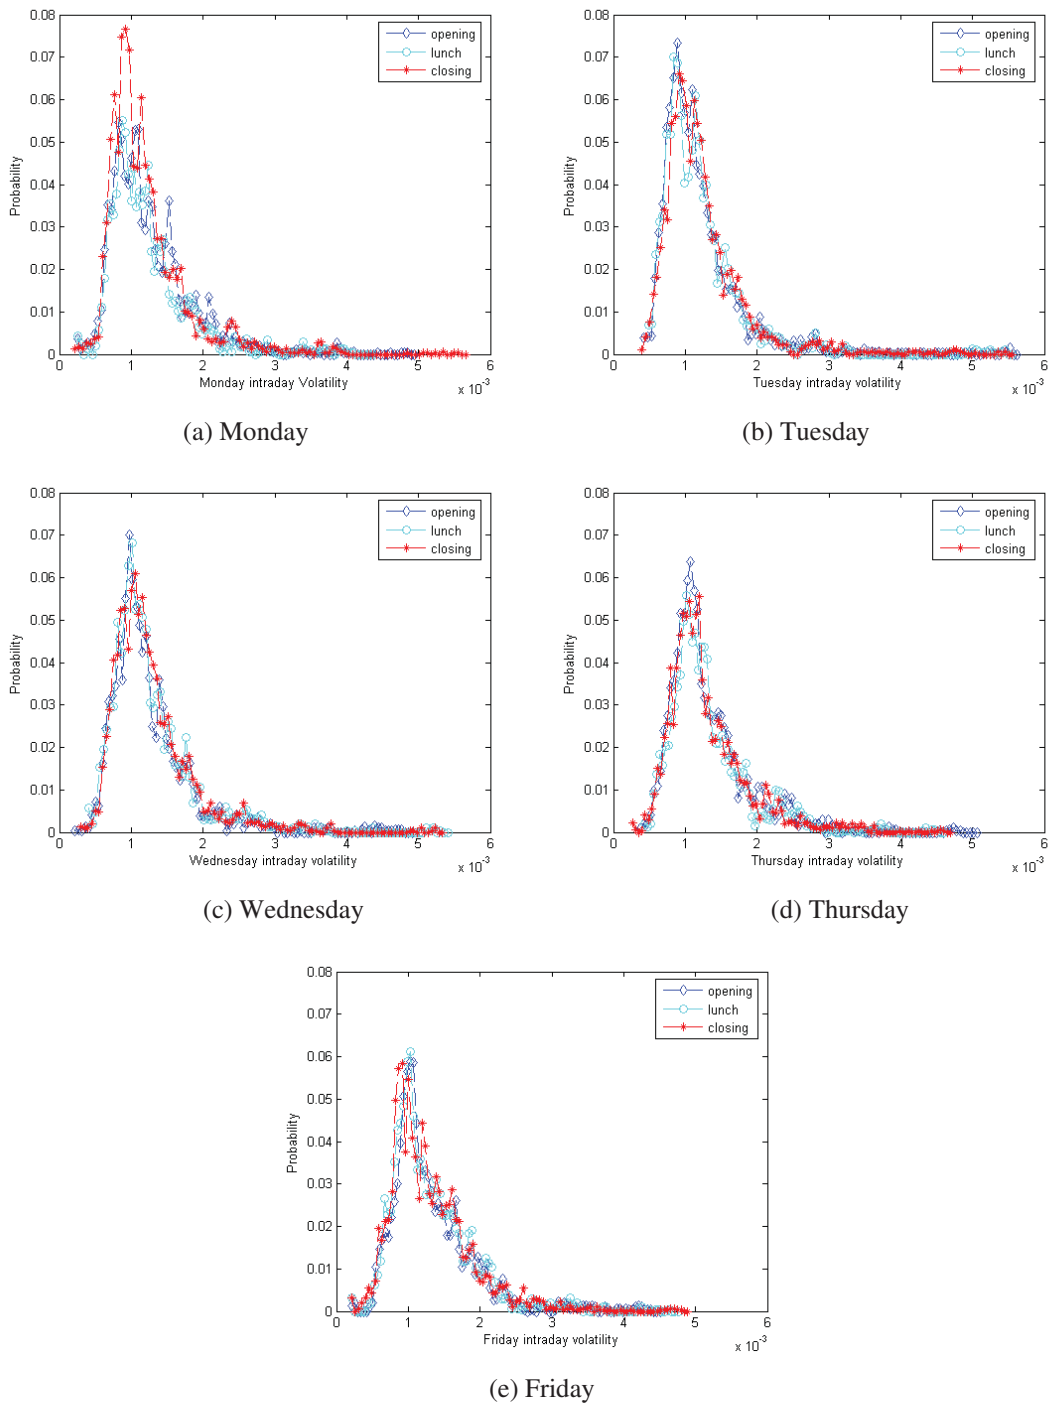 0.08
0.07
0.06
0.05
0.04
0.03
0.02
0.01
0
Probability
opening
lunch
closing
0 1 2 3 4 5 6
Monday intraday Volatility
x 10^-3
(a) Monday
0.08
0.07
0.06
0.05
0.04
0.03
0.02
0.01
0
Probability
opening
lunch
closing
0 1 2 3 4 5 6
Tuesday intraday volatility
x 10^-3
(b) Tuesday
0.08
0.07
0.06
0.05
0.04
0.03
0.02
0.01
0
Probability
opening
lunch
closing
0 1 2 3 4 5 6
Wednesday intraday volatility
x 10^-3
(c) Wednesday
0.08
0.07
0.06
0.05
0.04
0.03
0.02
0.01
0
Probability
opening
lunch
closing
0 1 2 3 4 5 6
Thursday intraday volatility
x 10^-3
(d) Thursday
0.08
0.07
0.06
0.05
0.04
0.03
0.02
0.01
0
Probability
opening
lunch
closing
0 1 2 3 4 5 6
Friday intraday volatility
x 10^-3
(e) Friday